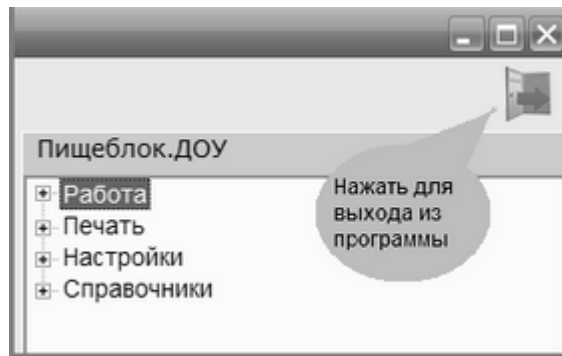 Пищеблок.ДОУ
Работа
Печать
Настройки
Справочники
Нажать для
выхода из
программы